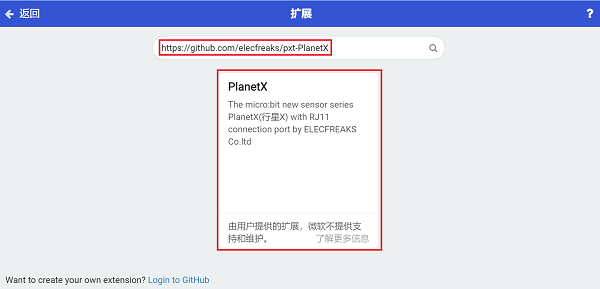 返回
扩展
?
https://github.com/elecfreaks/pxt-PlanetX
PlanetX
The micro:bit new sensor series
PlanetX(行星X) with RJ11
connection port by ELECFREAKS
Co.ltd
由用户提供的扩展，微软不提供支
持和维护。
了解更多信息
Want to create your own extension? Login to GitHub